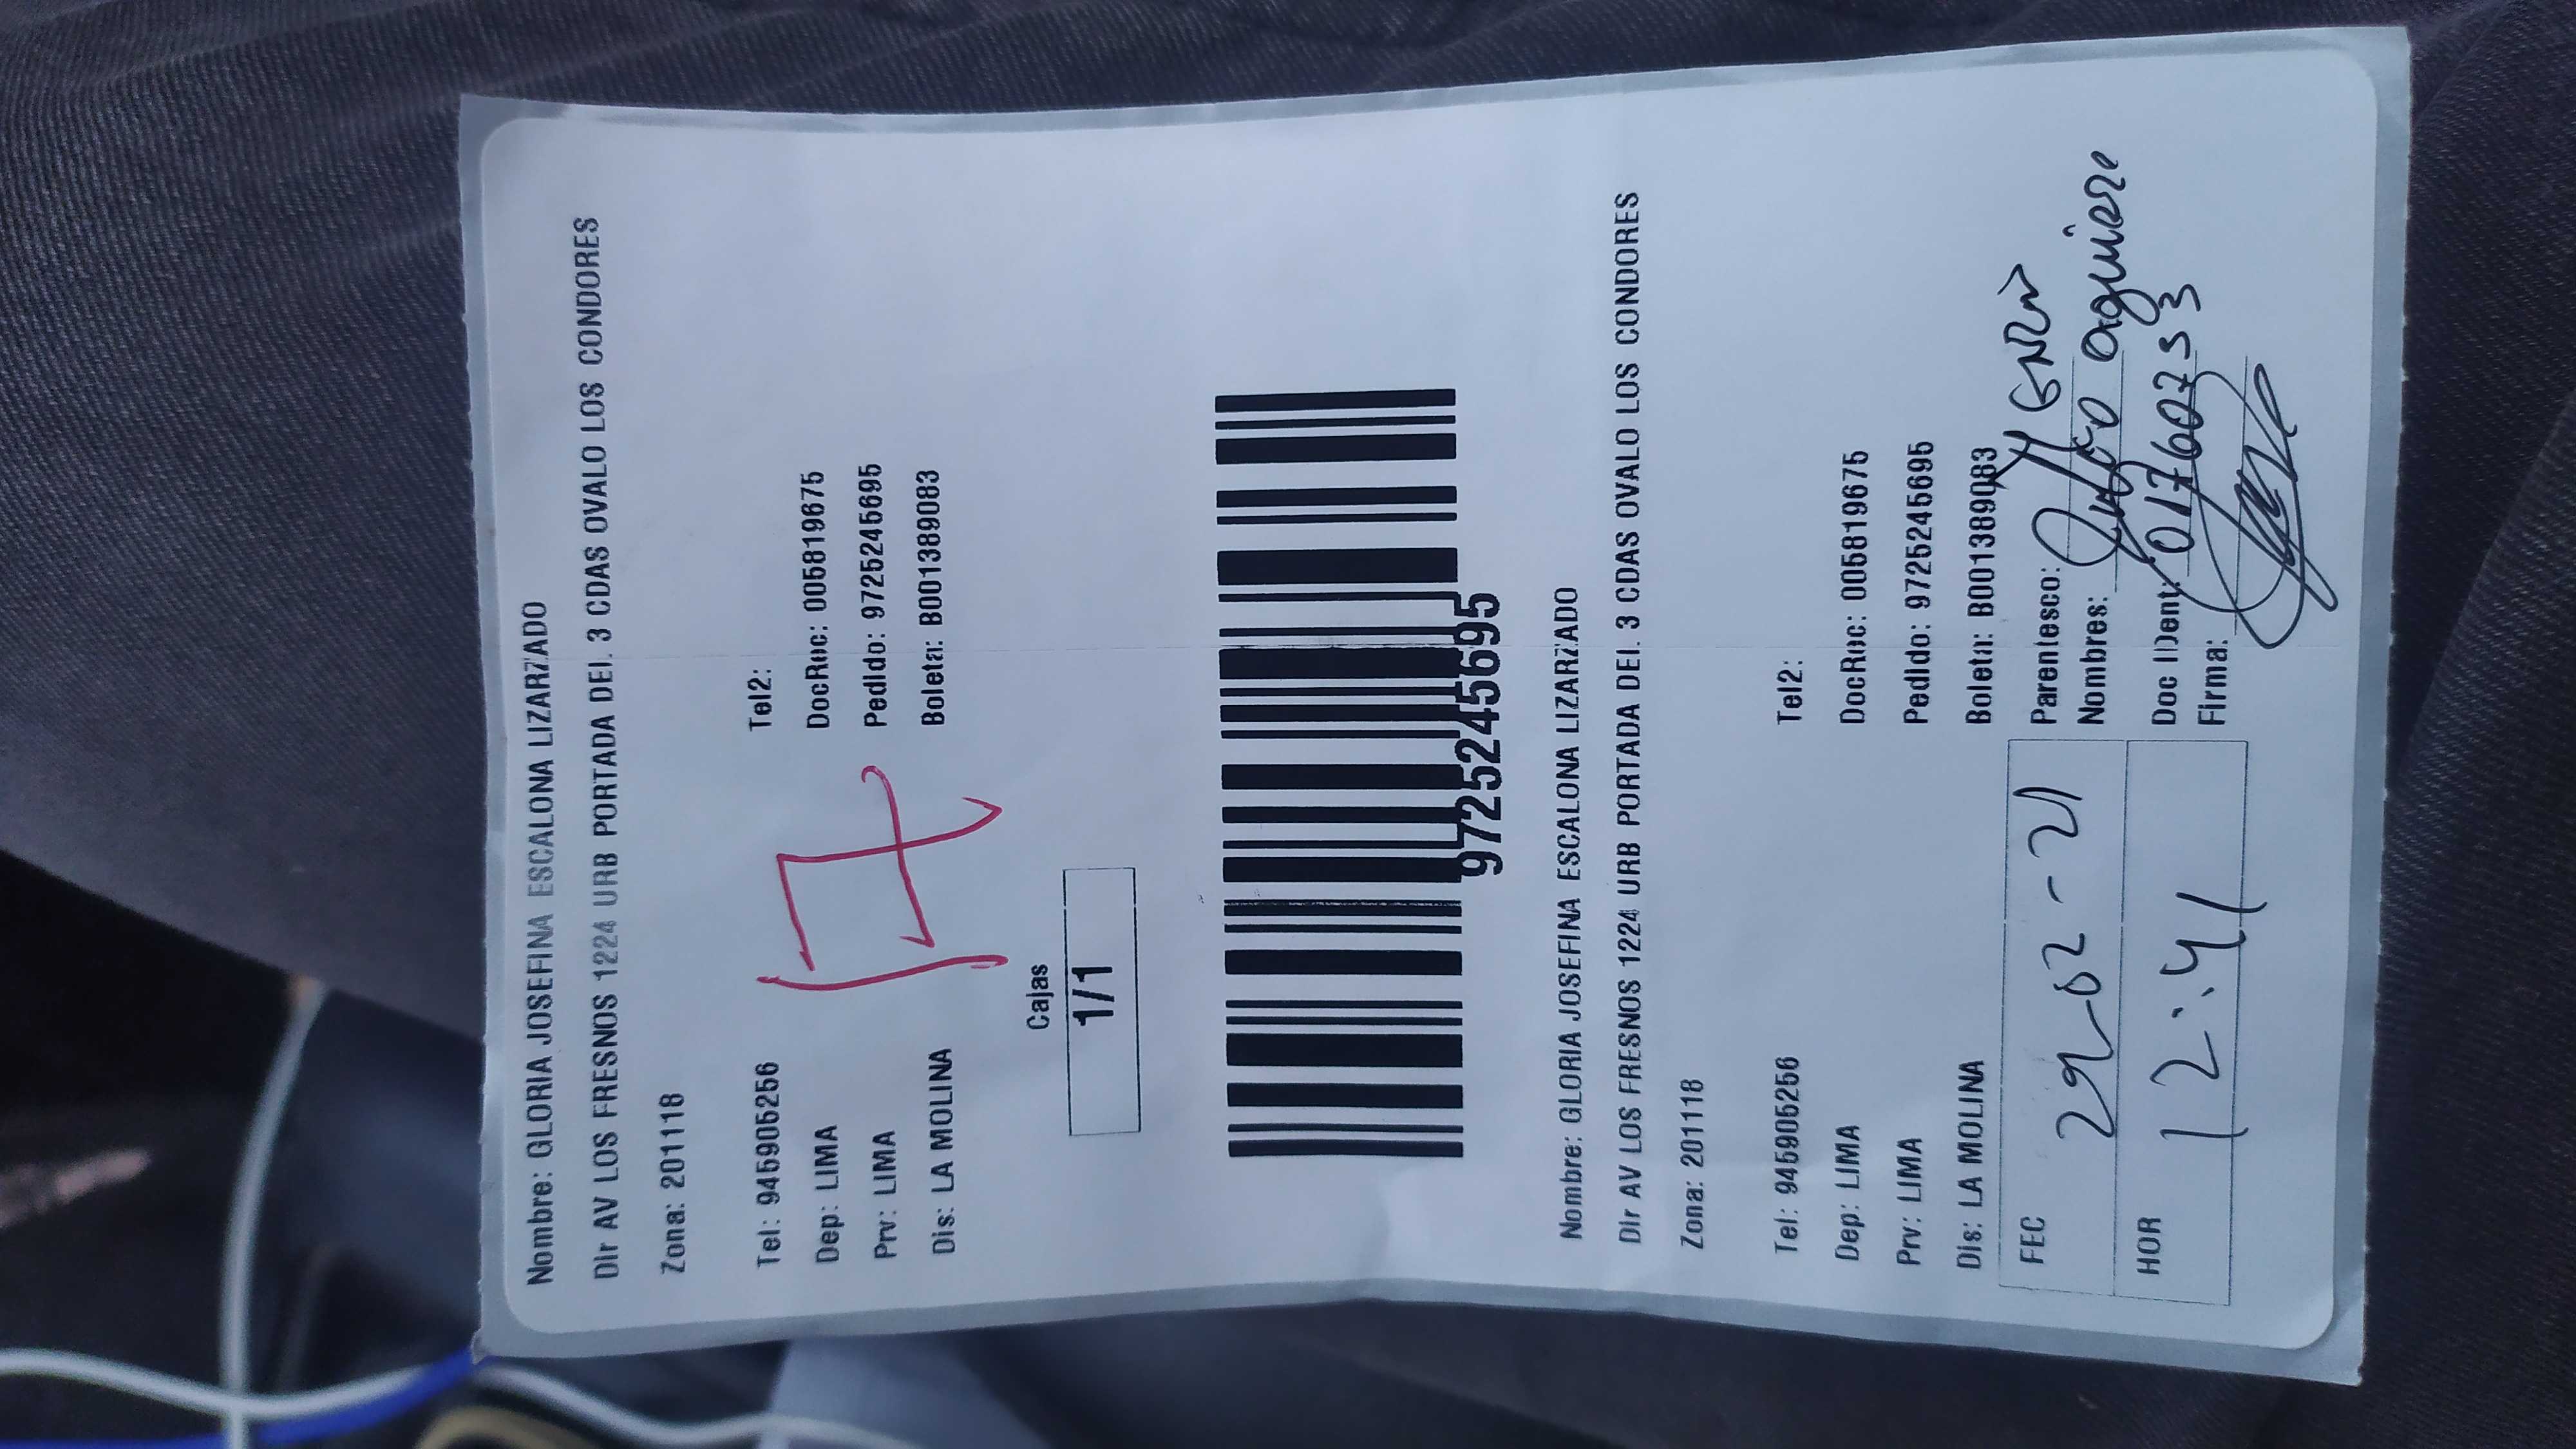 Nombre: GLORIA JOSEFINA ESCALONA LIZARZADO
Dir AV LOS FRESNOS 1224 URB PORTADA DEL 3 CDAS OVALO LOS CONDORES
Zona: 201118
Tel: 945905256 Tel2:
Dep: LIMA DocRuc: 005819675
Prv: LIMA Pedido: 9725245695
Dis: LA MOLINA Boleta: B001389083
Cajas
1/1
9725245695
Nombre: GLORIA JOSEFINA ESCALONA LIZARZADO
Dir AV LOS FRESNOS 1224 URB PORTADA DEL 3 CDAS OVALO LOS CONDORES
Zona: 201118
Tel: 945905256 Tel2:
Dep: LIMA DocRuc: 005819675
Prv: LIMA Pedido: 9725245695
Dis: LA MOLINA Boleta: B001389083
FEC Parentesco: Yerno
Nombres: Aguirre
HOR 12:41 Doc IDent: 01760233
Firma: